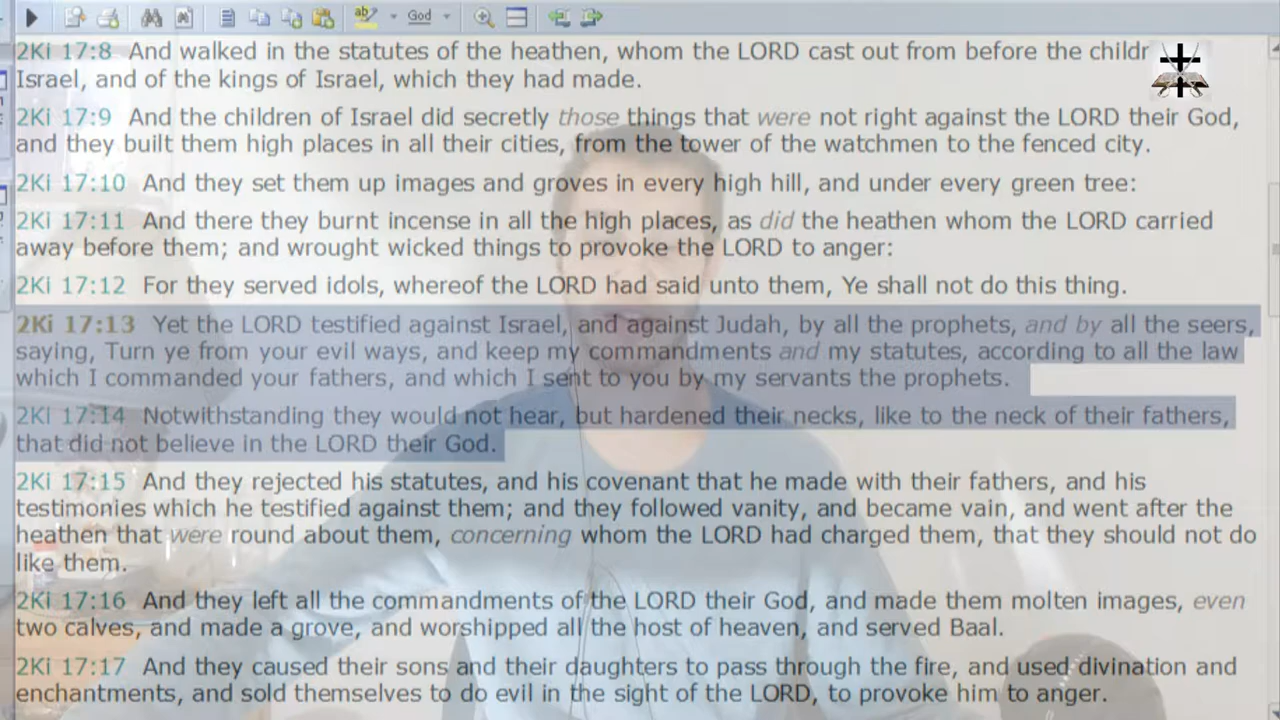 God
2Ki 17:8 And walked in the statutes of the heathen, whom the LORD cast out from before the childr
Israel, and of the kings of Israel, which they had made.
2Ki 17:9 And the children of Israel did secretly those things that were not right against the LORD their God,
and they built them high places in all their cities, from the tower of the watchmen to the fenced city.
2Ki 17:10 And they set them up images and groves in every high hill, and under every green tree:
2Ki 17:11 And there they burnt incense in all the high places, as did the heathen whom the LORD carried
away before them; and wrought wicked things to provoke the LORD to anger:
2Ki 17:12 For they served idols, whereof the LORD had said unto them, Ye shall not do this thing.
2Ki 17:13 Yet the LORD testified against Israel, and against Judah, by all the prophets, and by all the seers,
saying, Turn ye from your evil ways, and keep my commandments and my statutes, according to all the law
which I commanded your fathers, and which I sent to you by my servants the prophets.
2Ki 17:14 Notwithstanding they would not hear, but hardened their necks, like to the neck of their fathers,
that did not believe in the LORD their God.
2Ki 17:15 And they rejected his statutes, and his covenant that he made with their fathers, and his
testimonies which he testified against them; and they followed vanity, and became vain, and went after the
heathen that were round about them, concerning whom the LORD had charged them, that they should not do
like them.
2Ki 17:16 And they left all the commandments of the LORD their God, and made them molten images, even
two calves, and made a grove, and worshipped all the host of heaven, and served Baal.
2Ki 17:17 And they caused their sons and their daughters to pass through the fire, and used divination and
enchantments, and sold themselves to do evil in the sight of the LORD, to provoke him to anger.